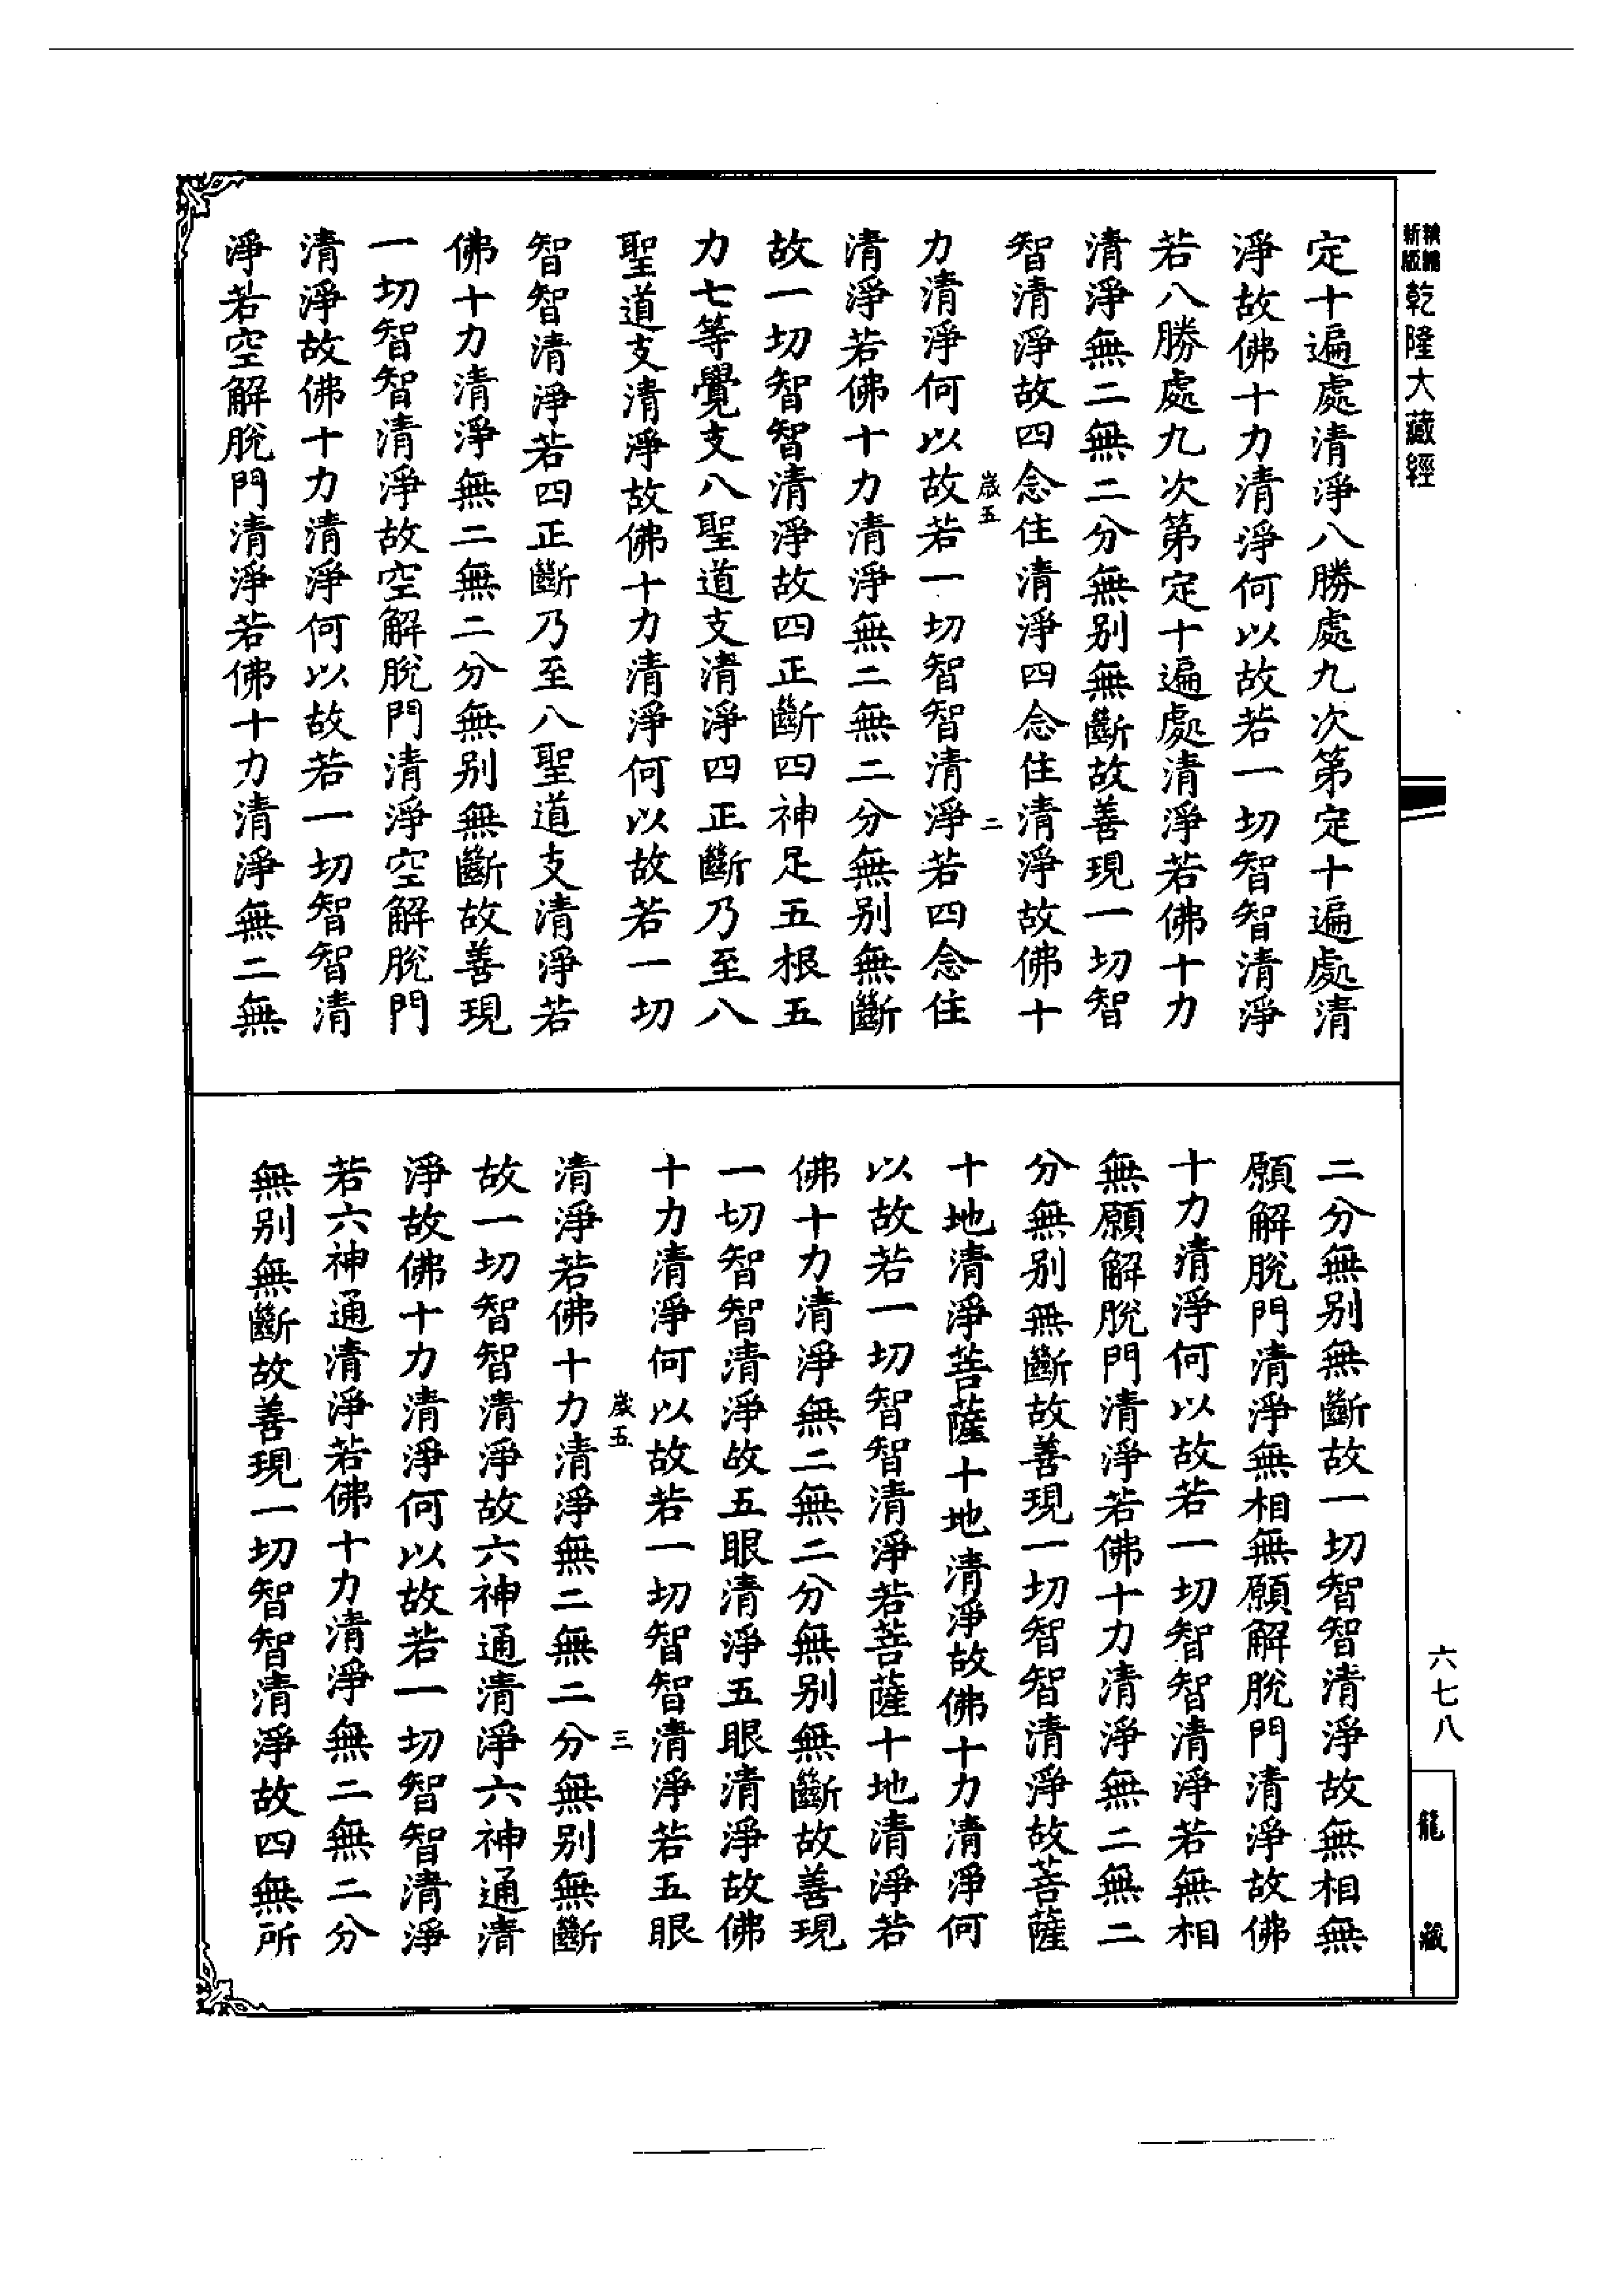 乾隆大藏經
定十遍處清淨八勝處九次第定十遍處清
淨故佛十力清淨何以故若一切智智清淨
若八勝處九次第定十遍處清淨若佛十力
清淨無二無二分無別無斷故善現一切智
智清淨故四念住清淨四念住清淨故佛十
歲五 二
力清淨何以故若一切智智清淨若四念住
清淨若佛十力清淨無二無二分無別無斷
故一切智智清淨故四正斷四神足五根五
力七等覺支八聖道支清淨四正斷乃至八
聖道支清淨故佛十力清淨何以故若一切
智智清淨若四正斷乃至八聖道支清淨若
佛十力清淨無二無二分無別無斷故善現
一切智智清淨故空解脫門清淨空解脫門
清淨故佛十力清淨何以故若一切智智清
淨若空解脫門清淨若佛十力清淨無二無
二分無別無斷故一切智智清淨故無相無
願解脫門清淨無相無願解脫門清淨故佛
十力清淨何以故若一切智智清淨若無相
無願解脫門清淨若佛十力清淨無二無二
分無別無斷故善現一切智智清淨故菩薩
十地清淨菩薩十地清淨故佛十力清淨何
以故若一切智智清淨若菩薩十地清淨若
佛十力清淨無二無二分無別無斷故善現
一切智智清淨故五眼清淨五眼清淨故佛
十力清淨何以故若一切智智清淨若五眼
歲五 三
清淨若佛十力清淨無二無二分無別無斷
故一切智智清淨故六神通清淨六神通清
淨故佛十力清淨何以故若一切智智清淨
若六神通清淨若佛十力清淨無二無二分
無別無斷故善現一切智智清淨故四無所
六七八
龍藏